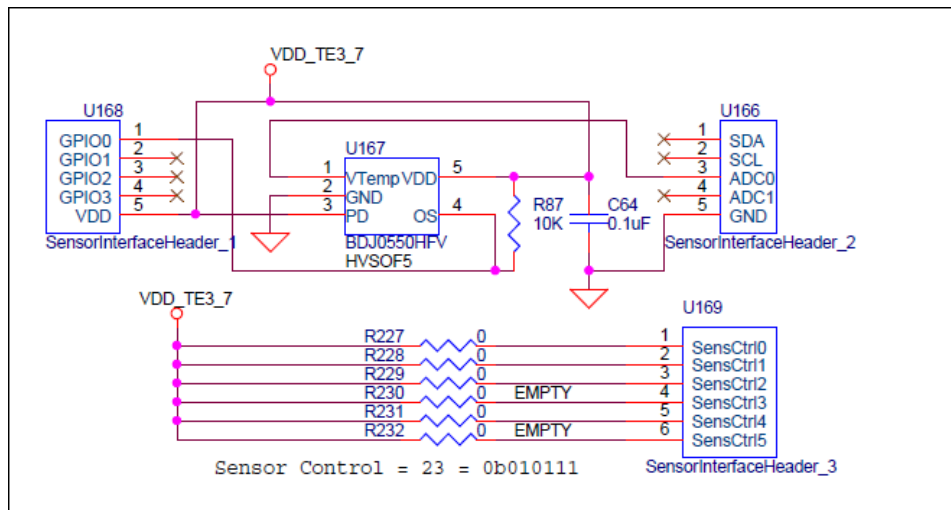 VDD_TE3_7
U168
GPIO0 1
GPIO1 2
GPIO2 3
GPIO3 4
VDD 5
SensorInterfaceHeader_1
U167
1 VTemp VDD 5
2 GND
3 PD OS 4
BDJ0550HFV
HVSOF5
R87
10K
C64
0.1uF
U166
1 SDA
2 SCL
3 ADC0
4 ADC1
5 GND
SensorInterfaceHeader_2
VDD_TE3_7
U169
R227 0 1 SensCtrl0
R228 0 2 SensCtrl1
R229 0 3 SensCtrl2
R230 0 EMPTY 4 SensCtrl3
R231 0 5 SensCtrl4
R232 0 EMPTY 6 SensCtrl5
SensorInterfaceHeader_3
Sensor Control = 23 = 0b010111